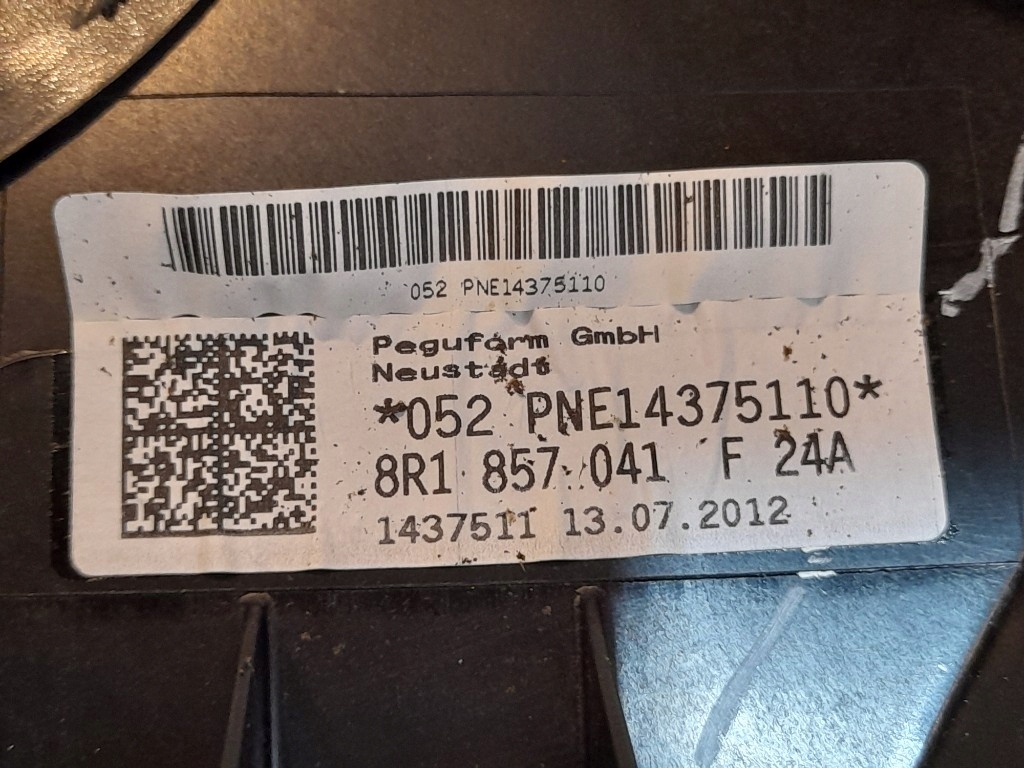 052 PNE14375110
Peguform GmbH
Neustadt
*052 PNE14375110*
8R1 857 041 F 24A
1437511 13.07.2012